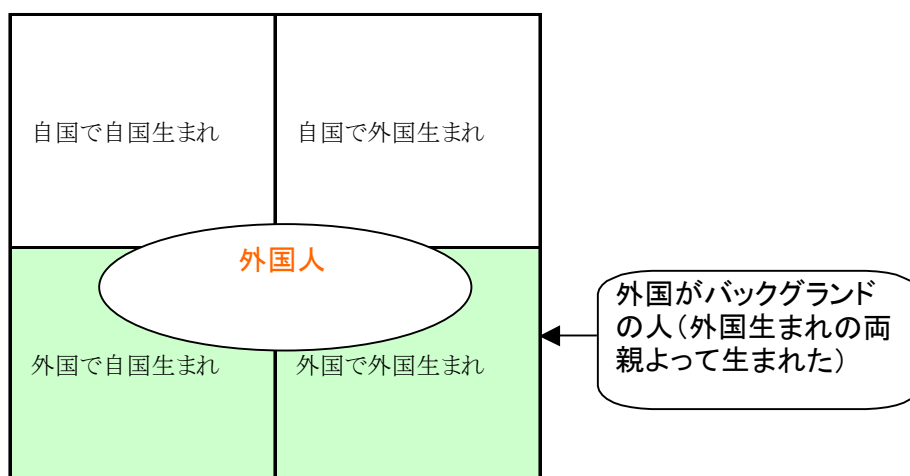 自国で自国生まれ
自国で外国生まれ
外国人
外国がバックグランド
の人(外国生まれの両
親よって生まれた)
外国で自国生まれ
外国で外国生まれ